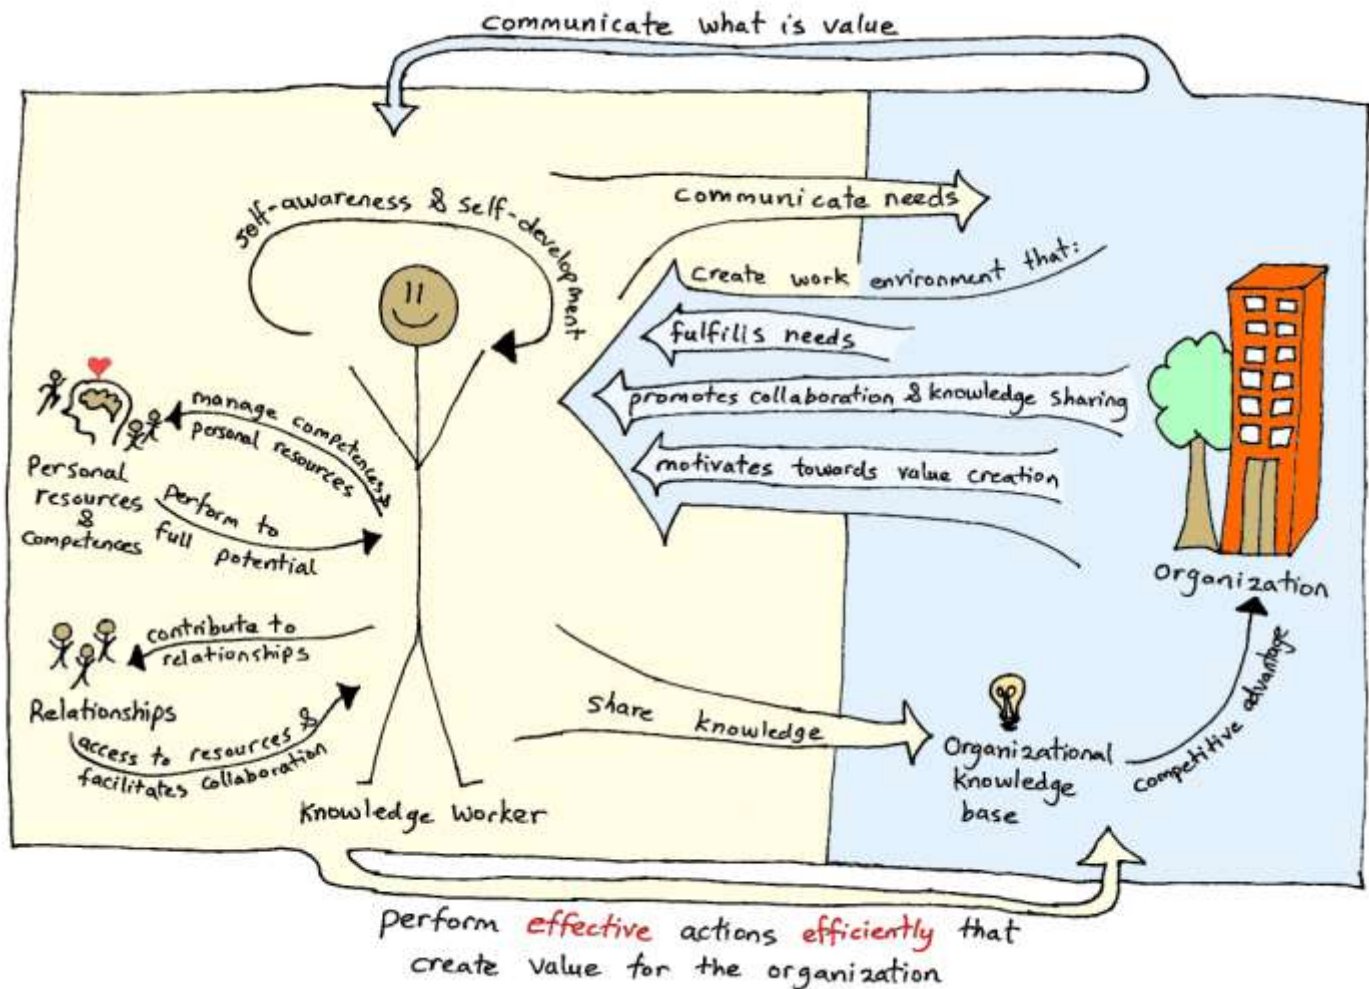 communicate what is value
self-awareness & self-development
communicate needs
create work environment that:
fulfills needs
promotes collaboration & knowledge sharing
motivates towards value creation
manage competences &
personal resources
Personal
resources
&
competences
perform to
full potential
contribute to
relationships
Relationships
access to resources &
facilitates collaboration
Knowledge Worker
share knowledge
Organizational
knowledge
base
competitive advantage
Organization
perform effective actions efficiently that
create value for the organization